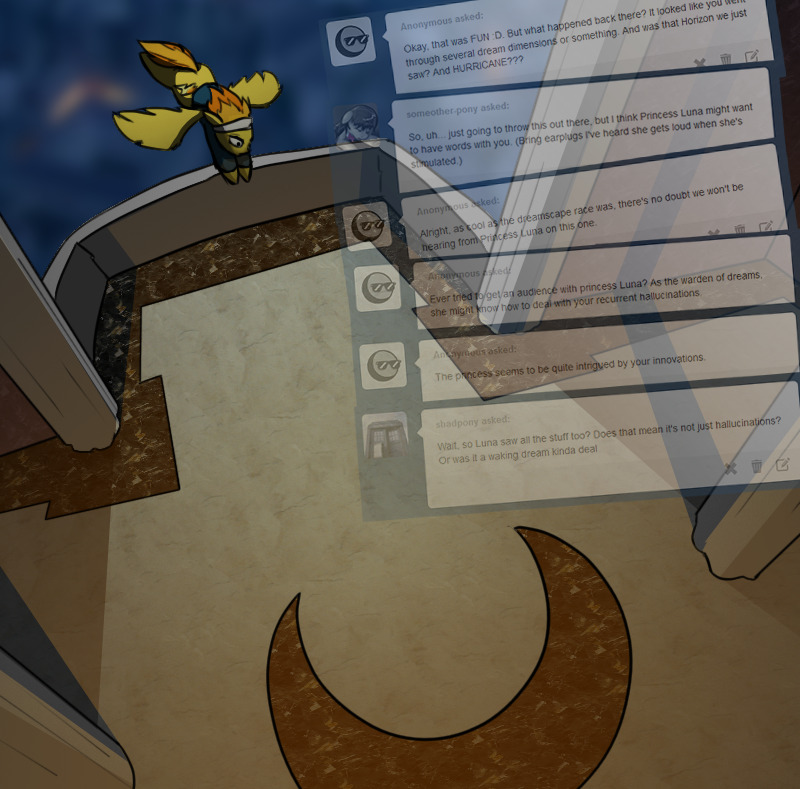 Anonymous asked:
Okay, that was FUN :D. But what happened back there? It looked like you went
through several dream dimensions or something. And was that Horizon we just
saw? And HURRICANE???
someother-pony asked:
So, uh... just going to throw this out there, but I think Princess Luna might want
to have words with you. (Bring earplugs I've heard she gets loud when she's
stimulated.)
Anonymous asked:
Alright, as cool as the dreamscape race was, there's no doubt we won't be
hearing from Princess Luna on this one.
Anonymous asked:
Ever tried to get an audience with princess Luna? As the warden of dreams,
she might know how to deal with your recurrent hallucinations.
Anonymous asked:
The princess seems to be quite intrigued by your innovations.
shadpony asked:
Wait, so Luna saw all the stuff too? Does that mean it's not just hallucinations?
Or was it a waking dream kinda deal